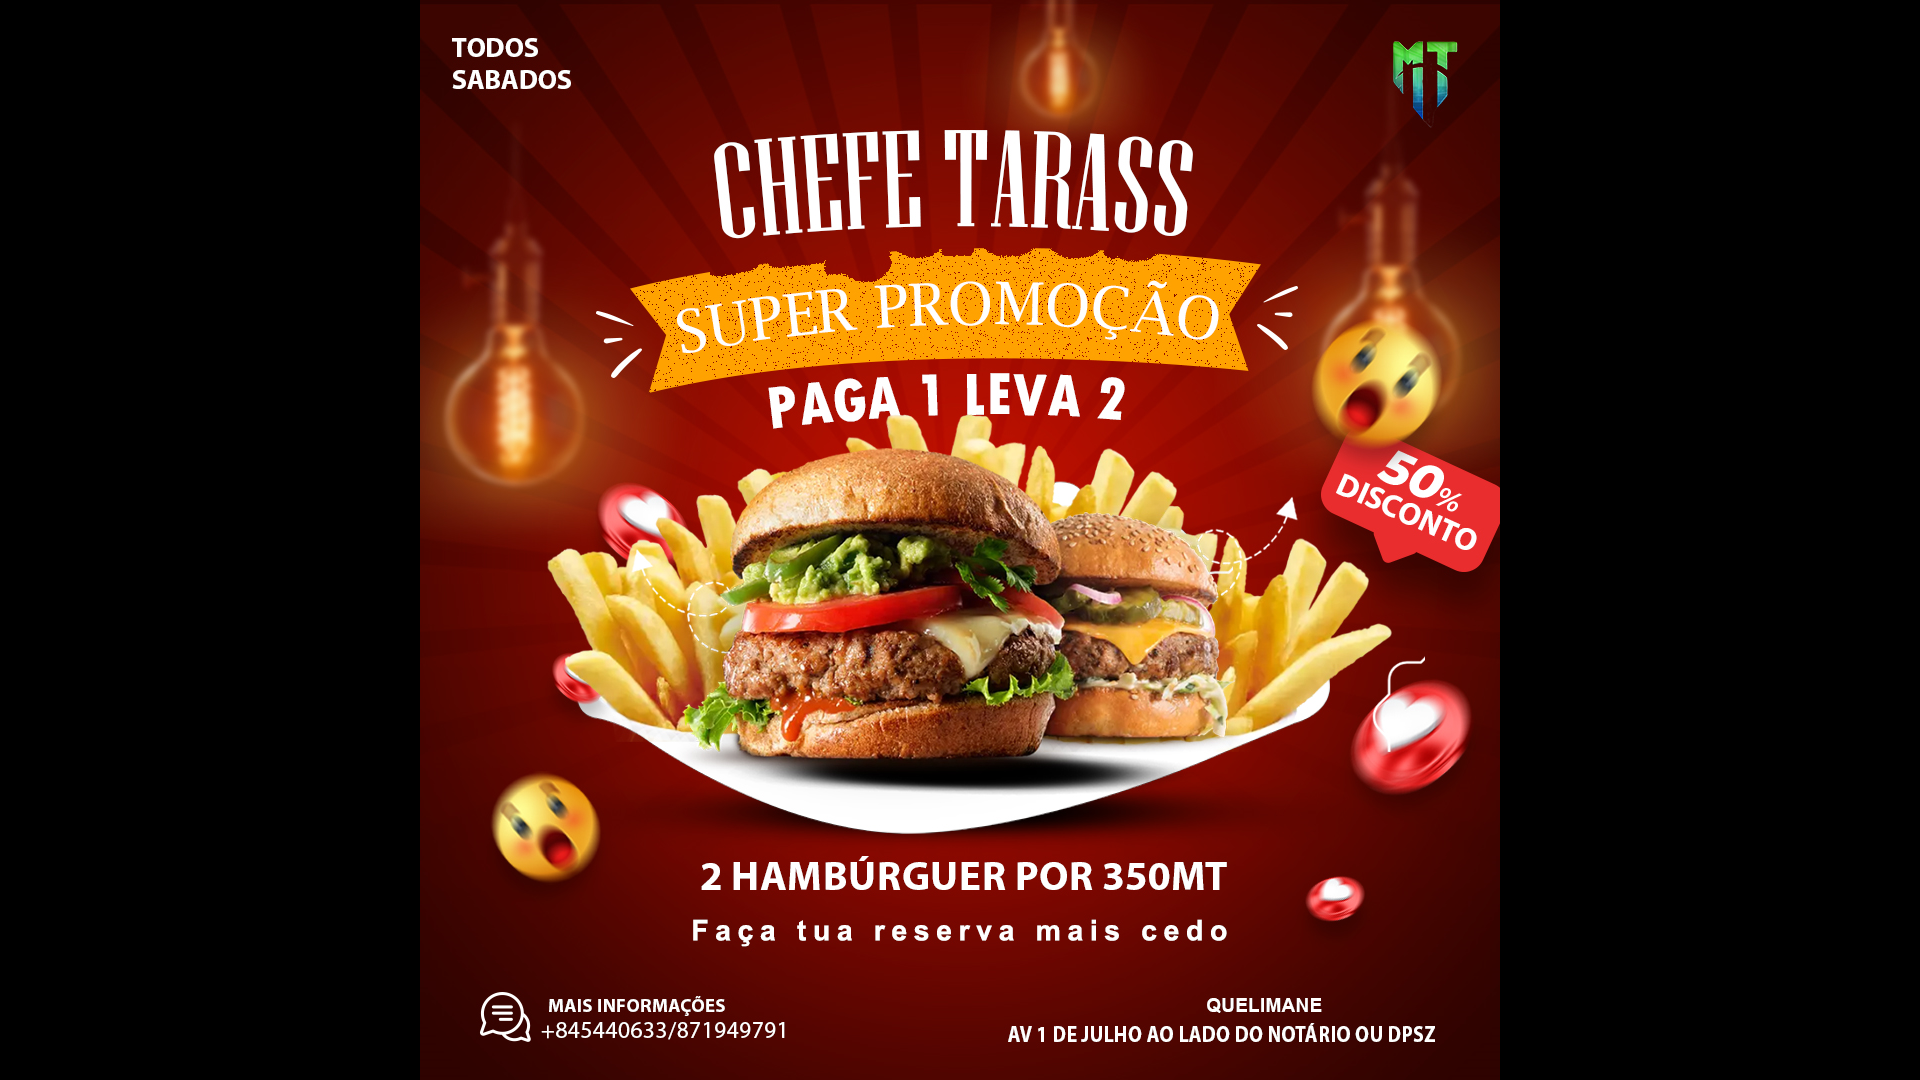 TODOS
SABADOS
MT
CHEFE TARASS
SUPER PROMOÇÃO
PAGA 1 LEVA 2
50%
DISCONTO
2 HAMBÚRGUER POR 350MT
Faça tua reserva mais cedo
MAIS INFORMAÇÕES
+845440633/871949791
QUELIMANE
AV 1 DE JULHO AO LADO DO NOTÁRIO OU DPSZ